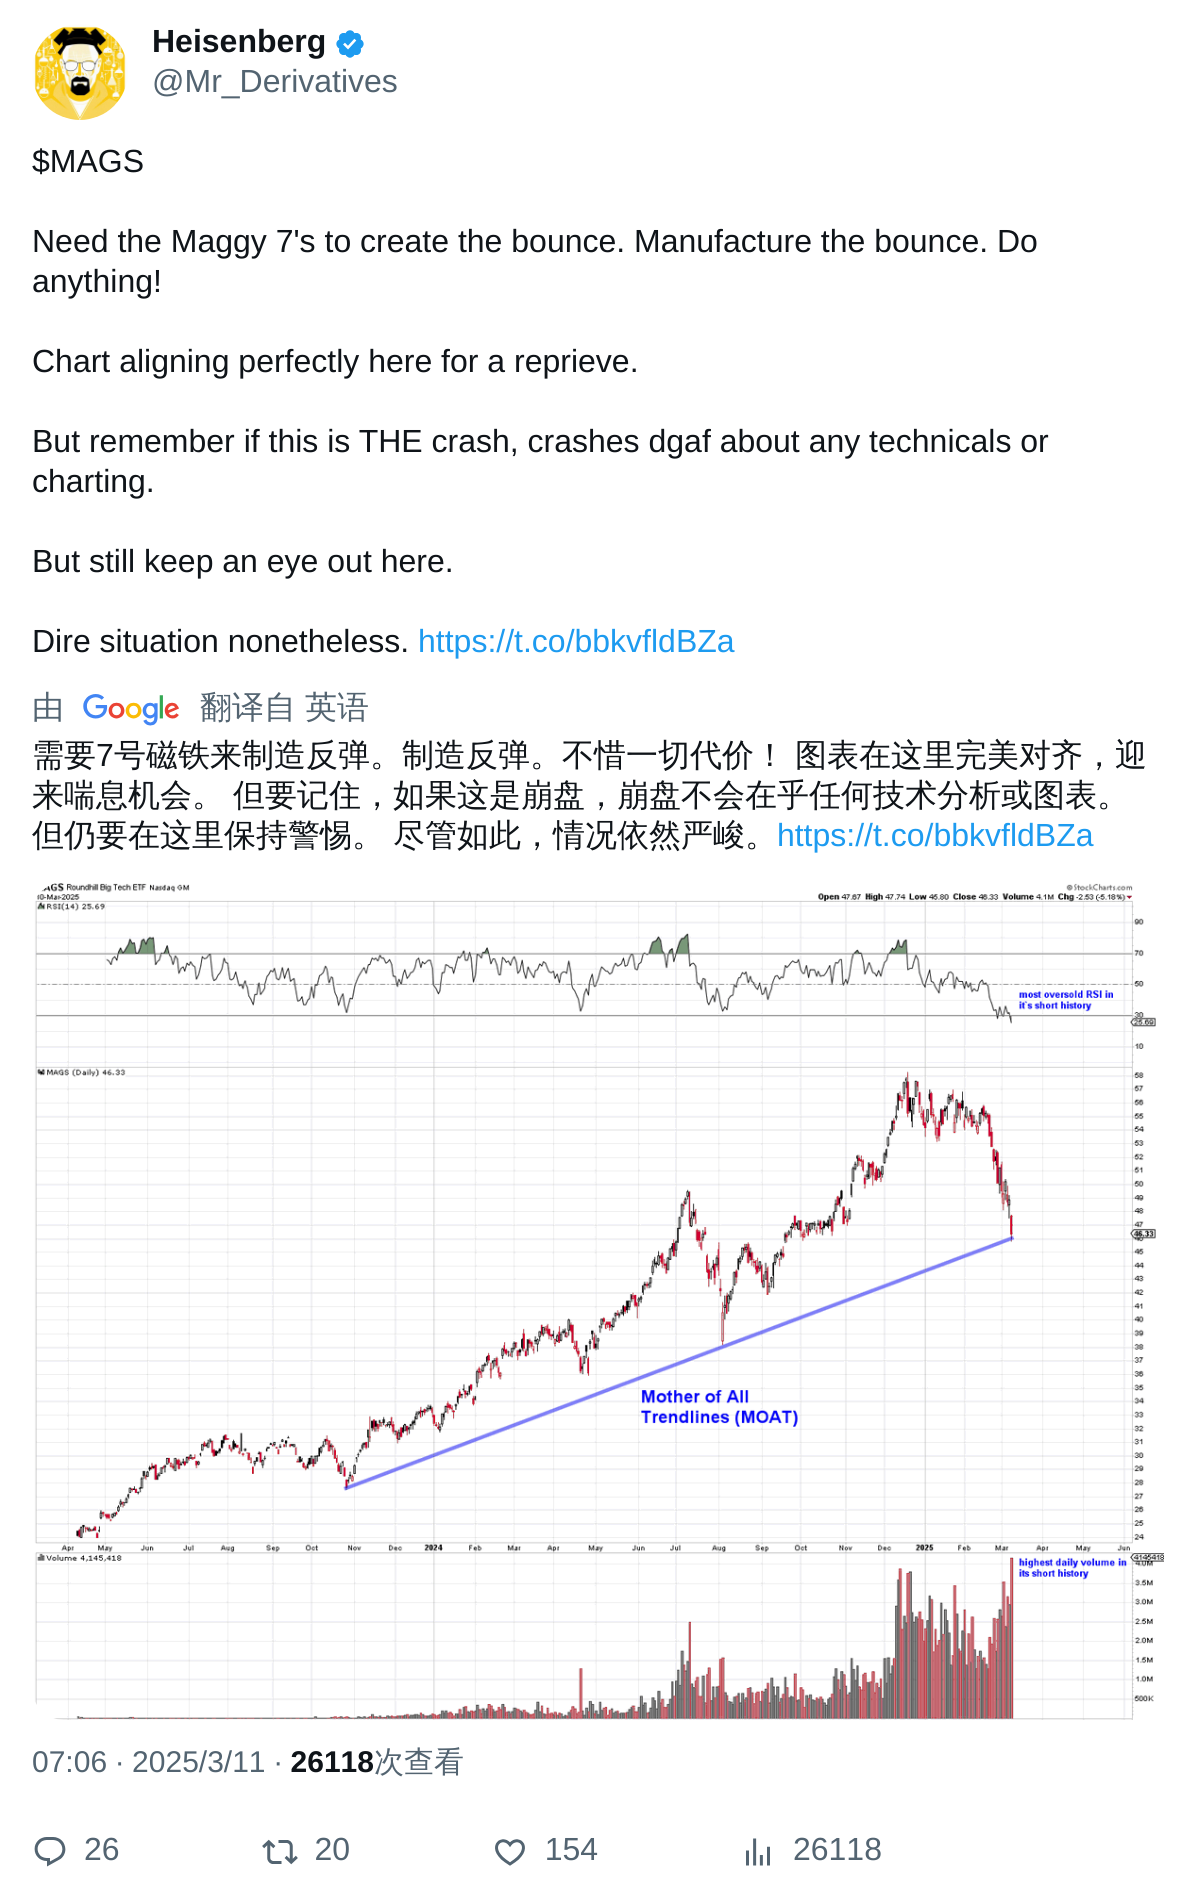 Heisenberg
@Mr_Derivatives
$MAGS
Need the Maggy 7's to create the bounce. Manufacture the bounce. Do
anything!
Chart aligning perfectly here for a reprieve.
But remember if this is THE crash, crashes dgaf about any technicals or
charting.
But still keep an eye out here.
Dire situation nonetheless. https://t.co/bbkvfldBZa
由 Google 翻译自 英语
需要7号磁铁来制造反弹。制造反弹。不惜一切代价！ 图表在这里完美对齐，迎
来喘息机会。 但要记住，如果这是崩盘，崩盘不会在乎任何技术分析或图表。
但仍要在这里保持警惕。 尽管如此，情况依然严峻。https://t.co/bbkvfldBZa
AGS Roundhill Big Tech ETF Nasdaq GM
© StockCharts.com
10-Mar-2025
Open 47.67 High 47.74 Low 45.80 Close 46.33 Volume 4.1M Chg -2.53 (-5.18%)
RSI(14) 25.69
90
70
50
most oversold RSI in
it's short history
30
25.69
10
MAGS (Daily) 46.33
58
57
56
55
54
53
52
51
50
49
48
47
46.33
45
44
43
42
41
40
39
38
37
36
35
34
33
32
31
30
29
28
27
26
25
24
Mother of All
Trendlines (MOAT)
Apr May Jun Jul Aug Sep Oct Nov Dec 2024 Feb Mar Apr May Jun Jul Aug Sep Oct Nov Dec 2025 Feb Mar Apr May Jun
Volume 4,145,418
highest daily volume in
its short history
4145418
4.0M
3.5M
3.0M
2.5M
2.0M
1.5M
1.0M
500K
07:06 · 2025/3/11 · 26118次查看
26 20 154 26118